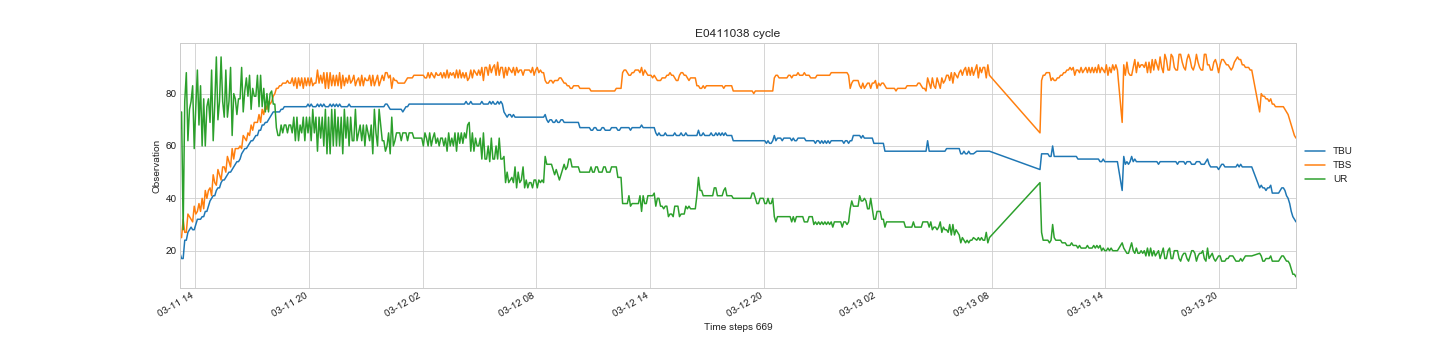 E0411038 cycle
Observation
80
60
40
20
03-11 14
03-11 20
03-12 02
03-12 08
03-12 14
03-12 20
03-13 02
03-13 08
03-13 14
03-13 20
Time steps 669
TBU
TBS
UR